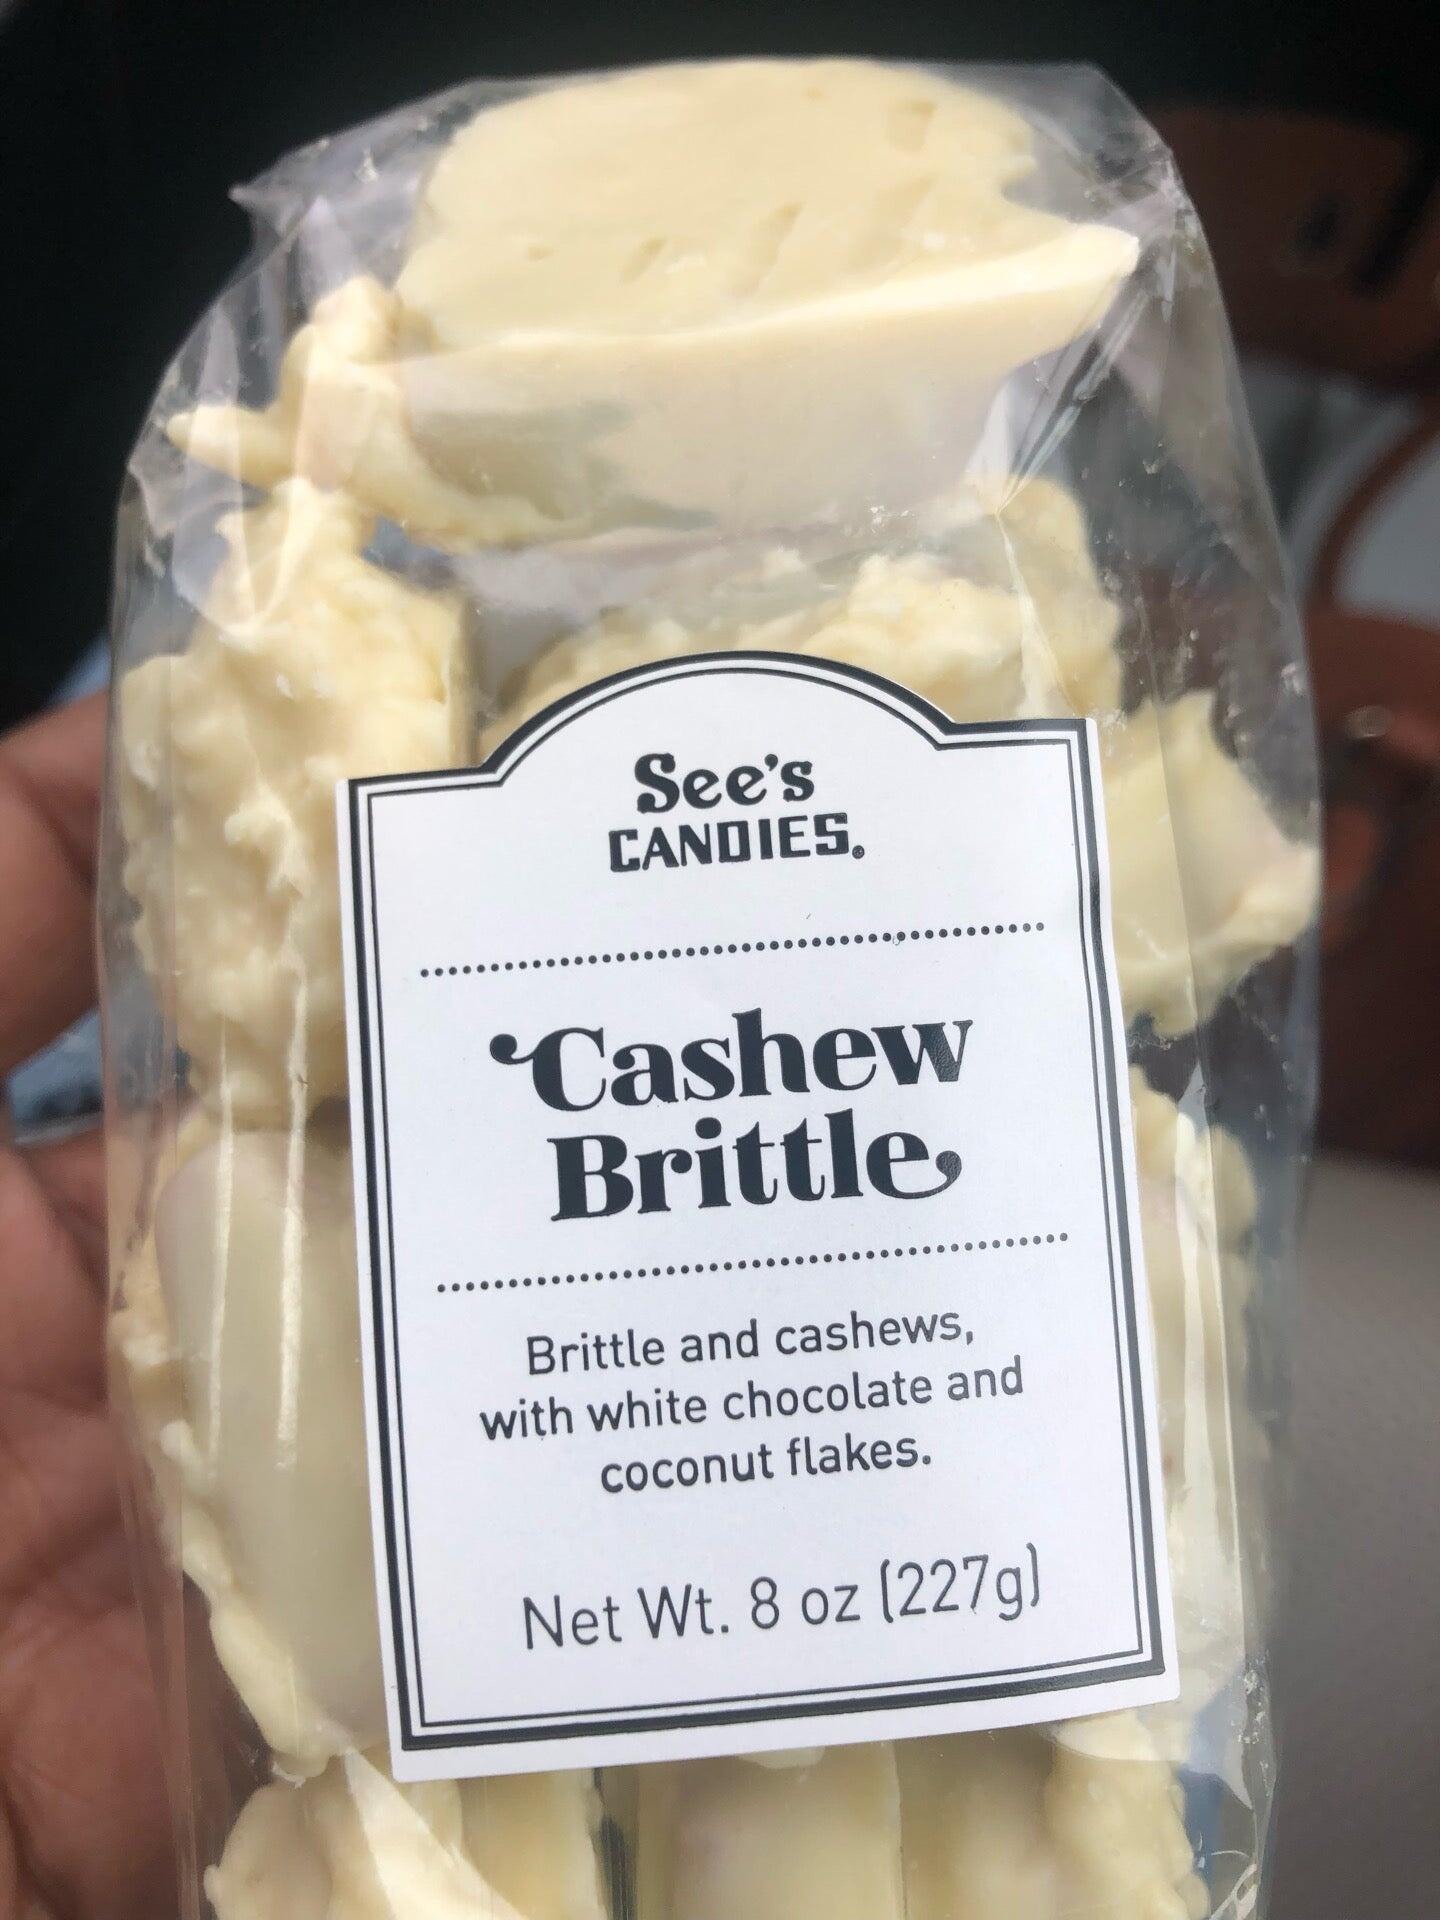 See's
CANDIES®
Cashew
Brittle
Brittle and cashews,
with white chocolate and
coconut flakes.
Net Wt. 8 oz (227g)